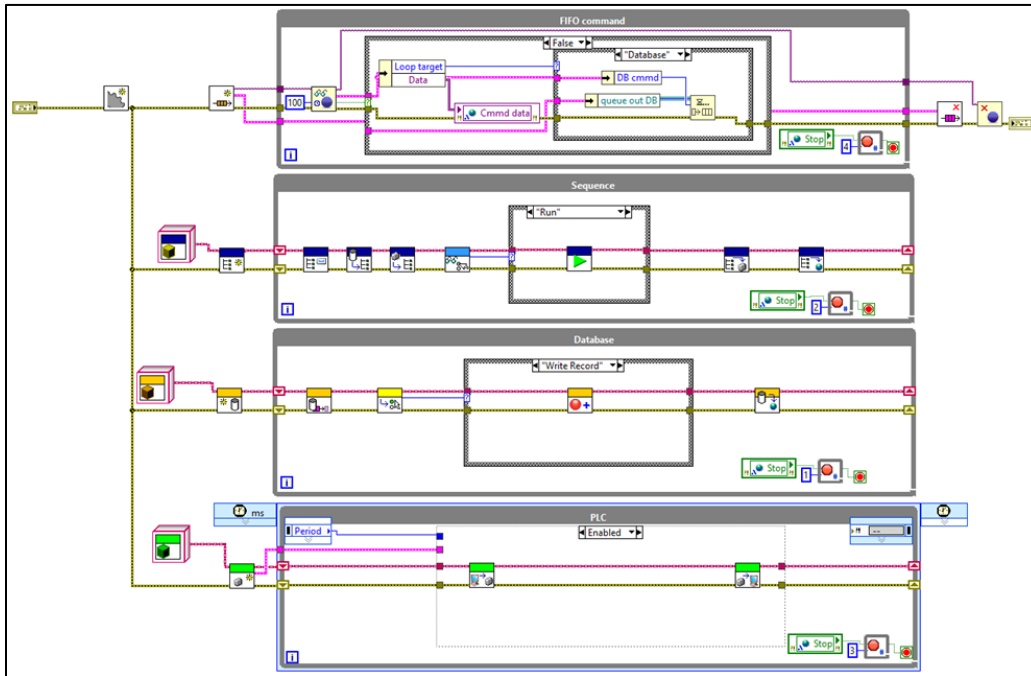 FIFO command
False
"Database"
Loop target
Data
DB cmmd
100
queue out DB
Cmmd data
Stop
4
i
Sequence
"Run"
Stop
2
i
Database
"Write Record"
Stop
1
i
ms
PLC
Period
Enabled
--
Stop
3
i